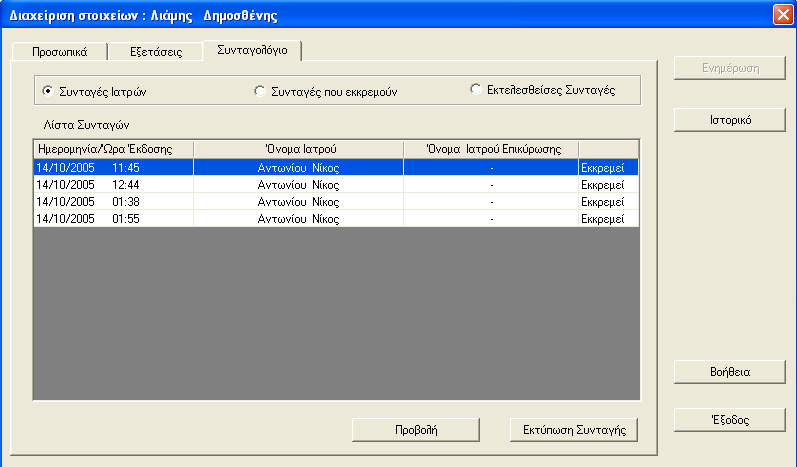 Διαχείριση στοιχείων : Λιάμης Δημοσθένης
Προσωπικά Εξετάσεις Συνταγολόγιο
Ενημέρωση
Συνταγές Ιατρών Συνταγές που εκκρεμούν Εκτελεσθείσες Συνταγές
Ιστορικό
Λίστα Συνταγών
Ημερομηνία/Ώρα Έκδοσης Όνομα Ιατρού Όνομα Ιατρού Επικύρωσης
14/10/2005 11:45 Αντωνίου Νίκος - Εκκρεμεί
14/10/2005 12:44 Αντωνίου Νίκος - Εκκρεμεί
14/10/2005 01:38 Αντωνίου Νίκος - Εκκρεμεί
14/10/2005 01:55 Αντωνίου Νίκος - Εκκρεμεί
Βοήθεια
Προβολή Εκτύπωση Συνταγής
Έξοδος